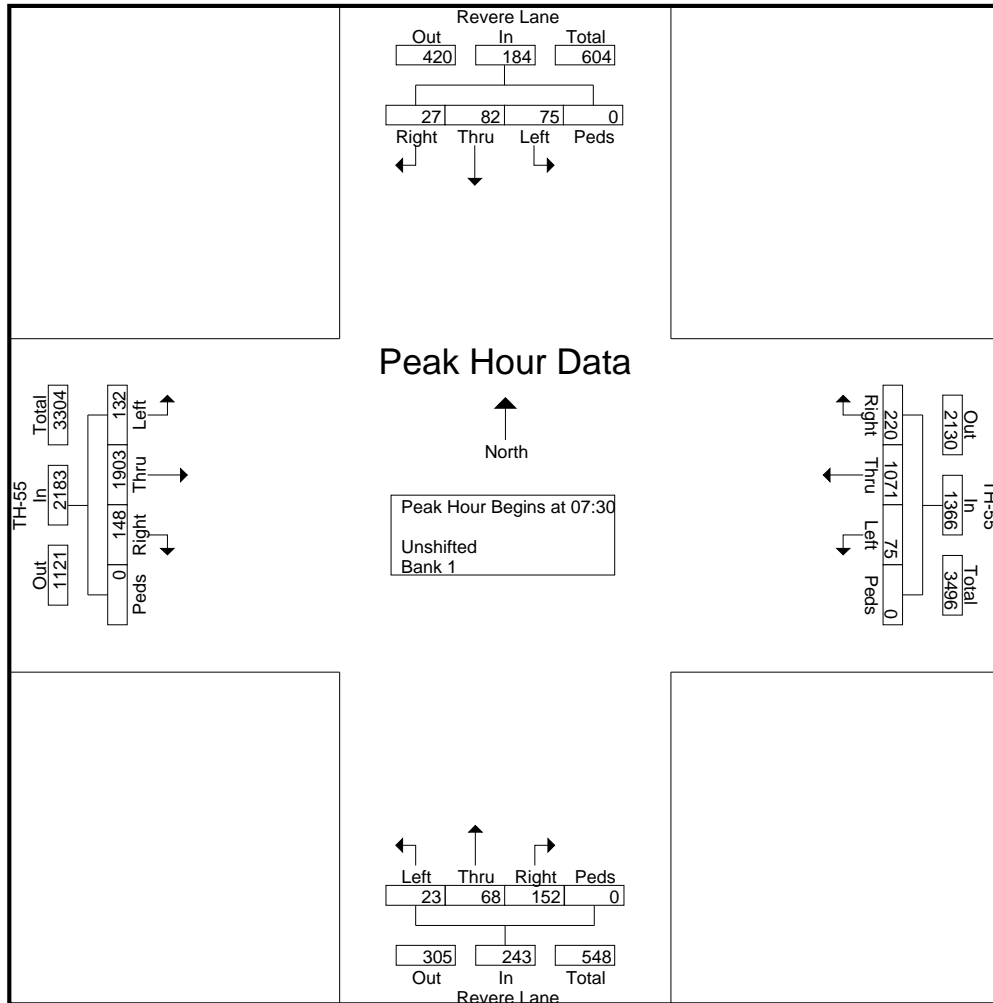 Revere Lane
Out In Total
420 184 604
27 82 75 0
Right Thru Left Peds
Peak Hour Data
North
Peak Hour Begins at 07:30
Unshifted
Bank 1
TH-55
Total In Out
3304 2183 1121
132 1903 148 0
Left Thru Right Peds
TH-55
Out In Total
2130 1366 3496
220 1071 75 0
Right Thru Left Peds
Left Thru Right Peds
23 68 152 0
305 243 548
Out In Total
Revere Lane